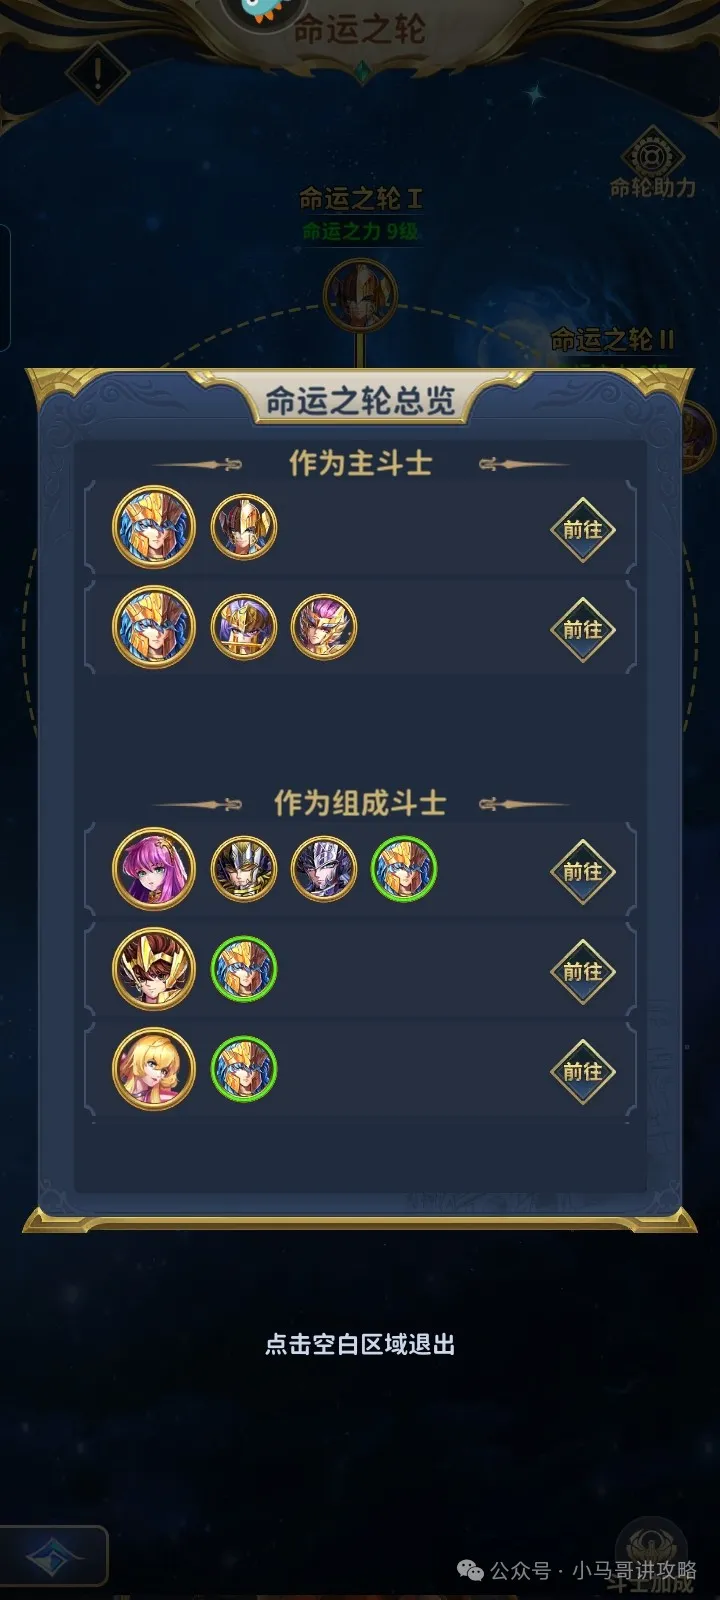 命运之轮
命轮助力
命运之轮 I
命运之力 9级
命运之轮 II
命运之轮总览
作为主斗士
前往
前往
作为组成斗士
前往
前往
前往
点击空白区域退出
公众号 · 小马哥讲攻略
斗士加成